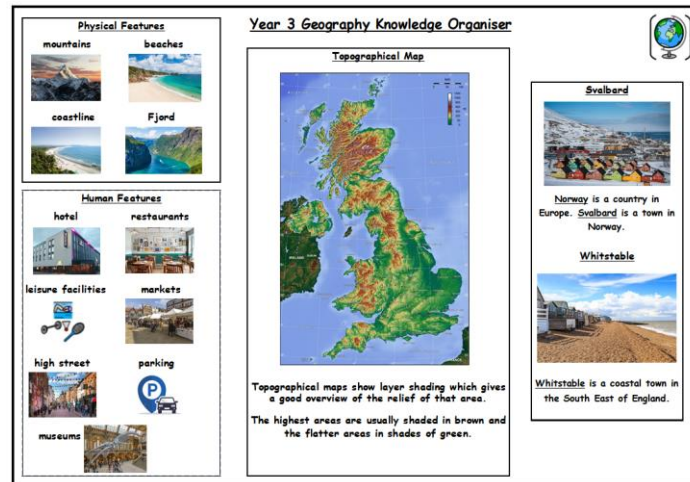 Year 3 Geography Knowledge Organiser
Physical Features
mountains
beaches
coastline
Fjord
Human Features
hotel
restaurants
leisure facilities
markets
high street
parking
P
museums
Topographical Map
Topographical maps show layer shading which gives
a good overview of the relief of that area.
The highest areas are usually shaded in brown and
the flatter areas in shades of green.
Svalbard
Norway is a country in
Europe. Svalbard is a town in
Norway.
Whitstable
Whitstable is a coastal town in
the South East of England.